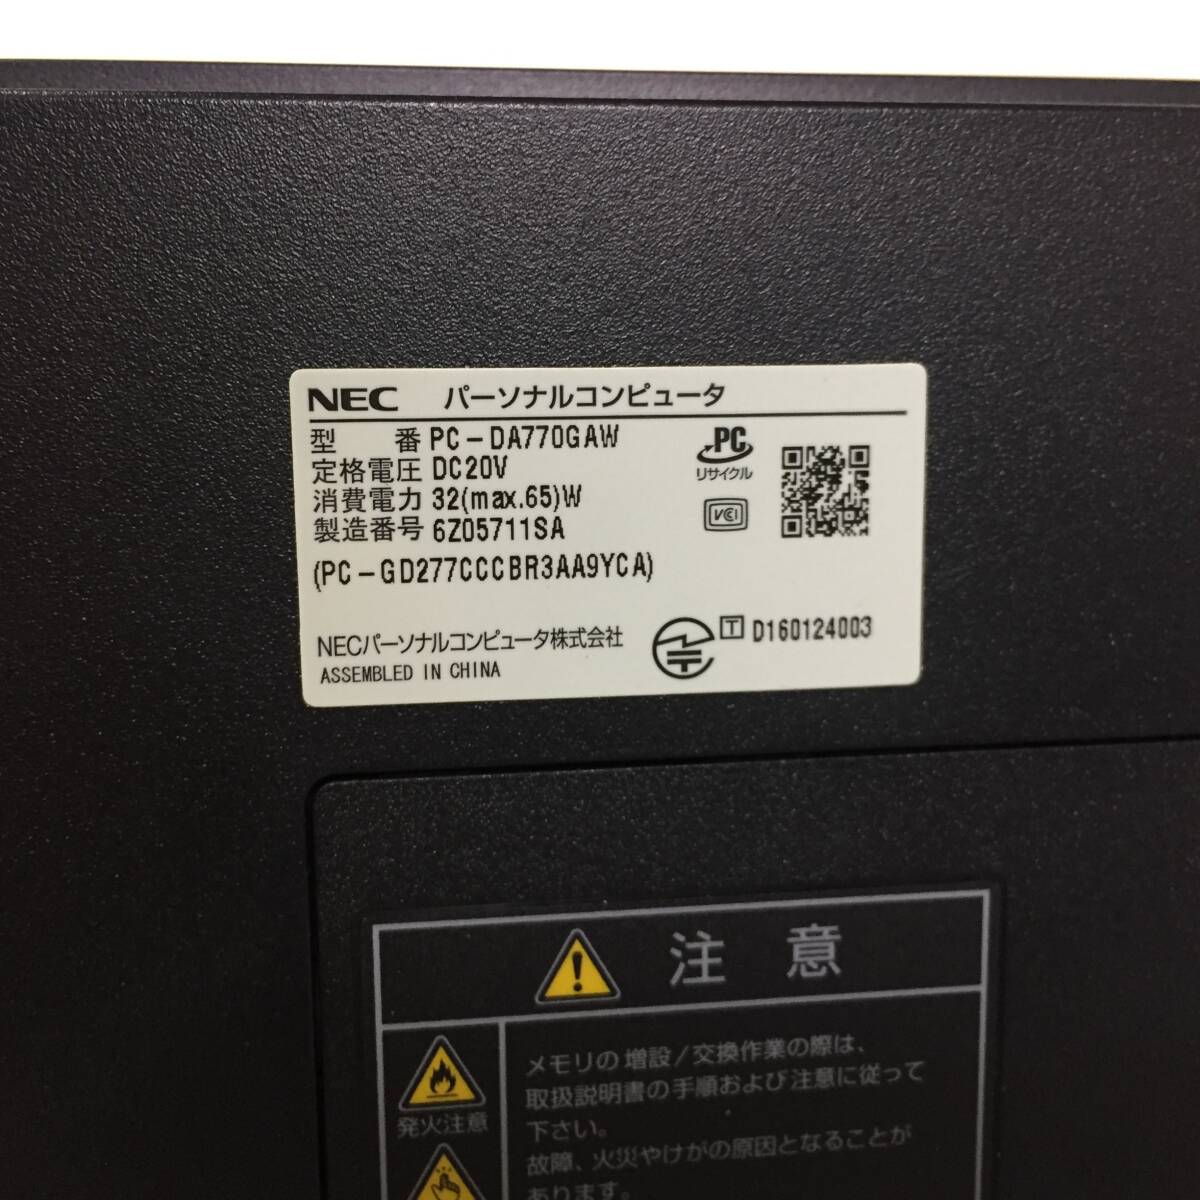 NEC パーソナルコンピュータ
型 番 PC-DA770GAW
定格電圧 DC20V
消費電力 32(max.65)W
製造番号 6Z05711SA
(PC-GD277CCCBR3AA9YCA)
PC
リサイクル
VCCI
NECパーソナルコンピュータ株式会社
ASSEMBLED IN CHINA
T D160124003
注 意
発火注意
メモリの増設/交換作業の際は、
取扱説明書の手順および注意に従って
下さい。
故障、火災やけがの原因となることが
あります。